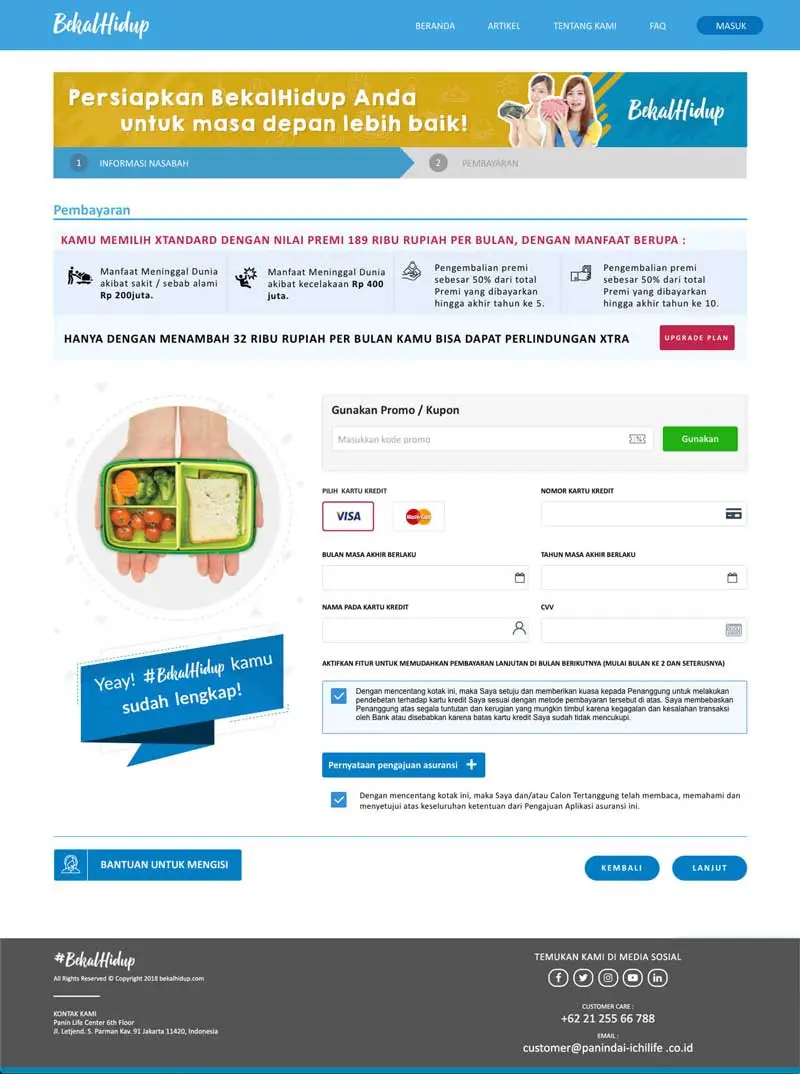 BekalHidup
BERANDA
ARTIKEL
TENTANG KAMI
FAQ
MASUK
Persiapkan BekalHidup Anda
untuk masa depan lebih baik!
BekalHidup
1 INFORMASI NASABAH
2 PEMBAYARAN
Pembayaran
KAMU MEMILIH XTANDARD DENGAN NILAI PREMI 189 RIBU RUPIAH PER BULAN, DENGAN MANFAAT BERUPA :
Manfaat Meninggal Dunia
akibat sakit / sebab alami
Rp 200juta.
Manfaat Meninggal Dunia
akibat kecelakaan Rp 400
juta.
Pengembalian premi
sebesar 50% dari total
Premi yang dibayarkan
hingga akhir tahun ke 5.
Pengembalian premi
sebesar 50% dari total
Premi yang dibayarkan
hingga akhir tahun ke 10.
HANYA DENGAN MENAMBAH 32 RIBU RUPIAH PER BULAN KAMU BISA DAPAT PERLINDUNGAN XTRA
UPGRADE PLAN
Gunakan Promo / Kupon
Masukkan kode promo
Gunakan
PILIH KARTU KREDIT
VISA
MasterCard
NOMOR KARTU KREDIT
BULAN MASA AKHIR BERLAKU
TAHUN MASA AKHIR BERLAKU
NAMA PADA KARTU KREDIT
CVV
Yeay! #BekalHidup kamu
sudah lengkap!
AKTIFKAN FITUR UNTUK MEMUDAHKAN PEMBAYARAN LANJUTAN DI BULAN BERIKUTNYA (MULAI BULAN KE 2 DAN SETERUSNYA)
Dengan mencentang kotak ini, maka Saya setuju dan memberikan kuasa kepada Penanggung untuk melakukan
pendebetan terhadap kartu kredit Saya sesuai dengan metode pembayaran tersebut di atas. Saya membebaskan
Penanggung atas segala tuntutan dan kerugian yang mungkin timbul karena kegagalan dan kesalahan transaksi
oleh Bank atau disebabkan karena batas kartu kredit Saya sudah tidak mencukupi.
Pernyataan pengajuan asuransi
Dengan mencentang kotak ini, maka Saya dan/atau Calon Tertanggung telah membaca, memahami dan
menyetujui atas keseluruhan ketentuan dari Pengajuan Aplikasi asuransi ini.
BANTUAN UNTUK MENGISI
KEMBALI
LANJUT
#BekalHidup
All Rights Reserved © Copyright 2018 bekalhidup.com
KONTAK KAMI
Panin Life Center 6th Floor
Jl. Letjend. S. Parman Kav. 91 Jakarta 11420, Indonesia
TEMUKAN KAMI DI MEDIA SOSIAL
CUSTOMER CARE :
+62 21 255 66 788
EMAIL :
customer@panindai-ichilife .co.id